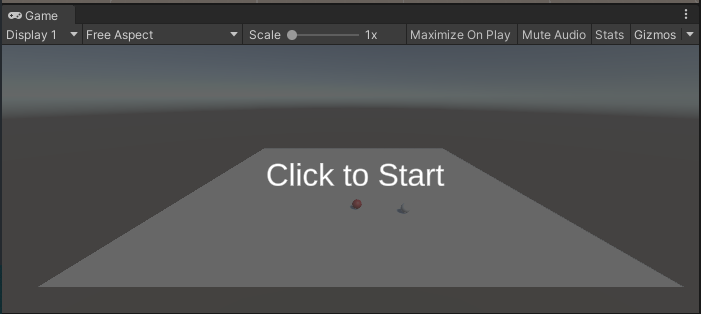 Game
Display 1 Free Aspect Scale 1x Maximize On Play Mute Audio Stats Gizmos
Click to Start